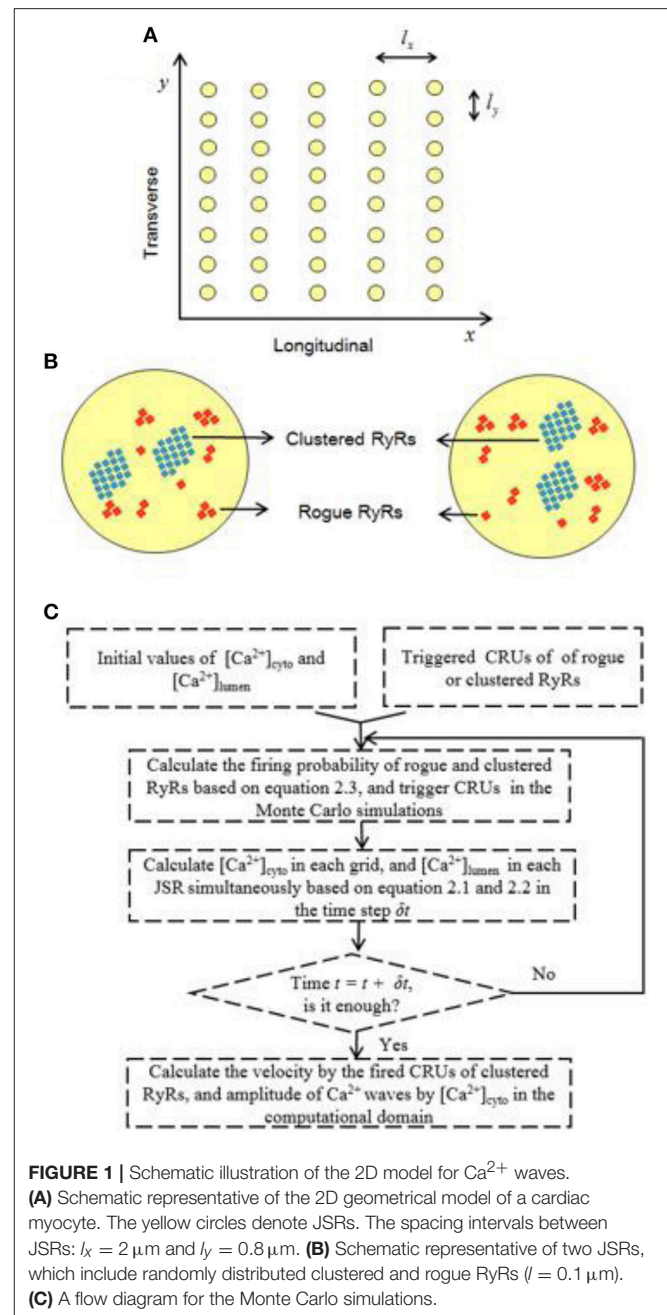 A
l_x
y
l_y
Transverse
x
Longitudinal
B
Clustered RyRs
Rogue RyRs
C
Initial values of [Ca²⁺]cyto and
[Ca²⁺]lumen
Triggered CRUs of of rogue
or clustered RyRs
Calculate the firing probability of rogue and clustered
RyRs based on equation 2.3, and trigger CRUs in the
Monte Carlo simulations
Calculate [Ca²⁺]cyto in each grid, and [Ca²⁺]lumen in each
JSR simultaneously based on equation 2.1 and 2.2 in
the time step δt
No
Time t = t + δt,
is it enough?
Yes
Calculate the velocity by the fired CRUs of clustered
RyRs, and amplitude of Ca²⁺ waves by [Ca²⁺]cyto in the
computational domain
FIGURE 1 | Schematic illustration of the 2D model for Ca²⁺ waves.
(A) Schematic representative of the 2D geometrical model of a cardiac
myocyte. The yellow circles denote JSRs. The spacing intervals between
JSRs: l_x = 2 μm and l_y = 0.8 μm. (B) Schematic representative of two JSRs,
which include randomly distributed clustered and rogue RyRs (l = 0.1 μm).
(C) A flow diagram for the Monte Carlo simulations.